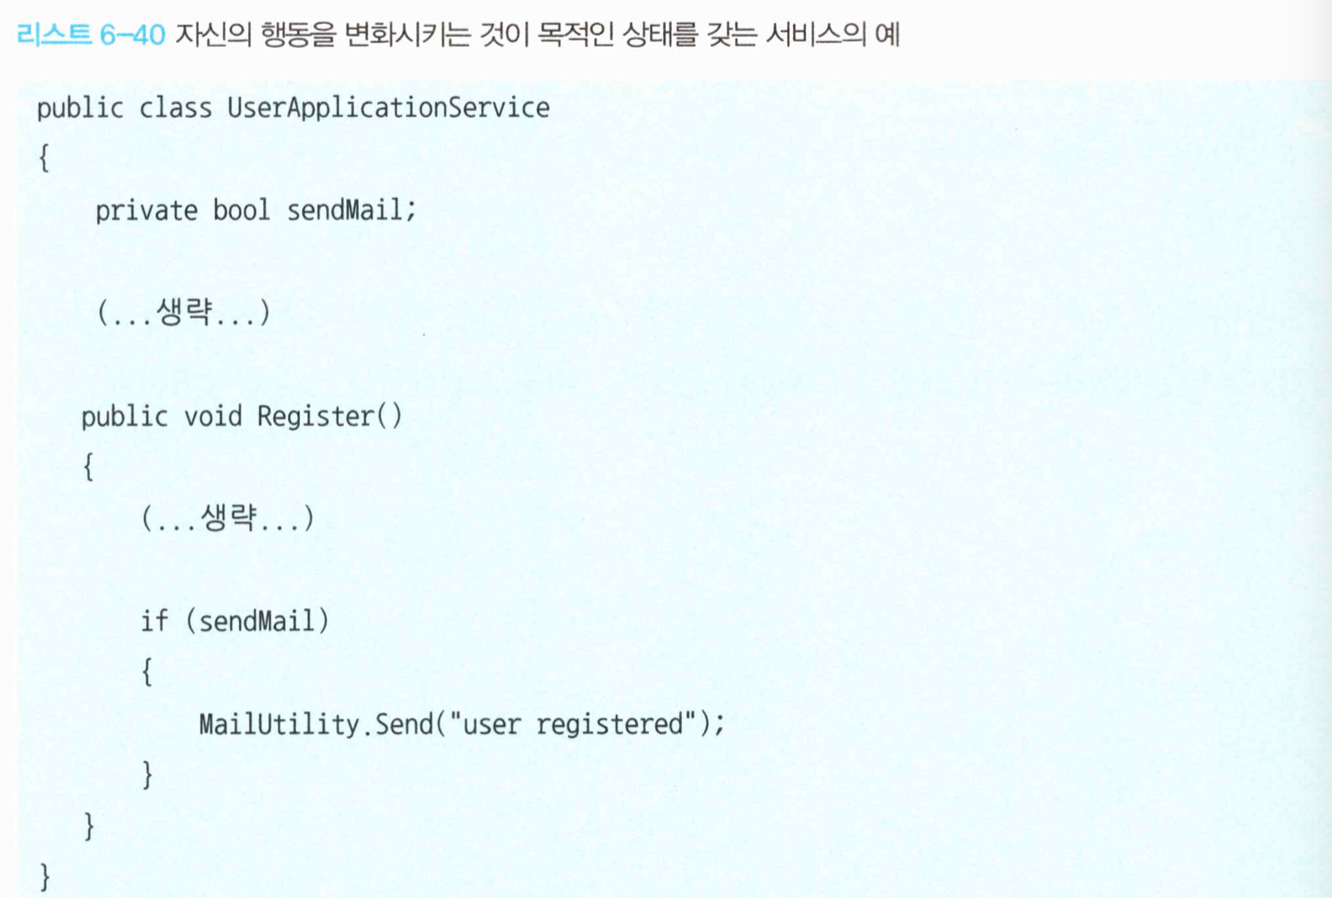 리스트 6-40 자신의 행동을 변화시키는 것이 목적인 상태를 갖는 서비스의 예
public class UserApplicationService
{
private bool sendMail;
(...생략...)
public void Register()
{
(...생략...)
if (sendMail)
{
MailUtility.Send("user registered");
}
}
}